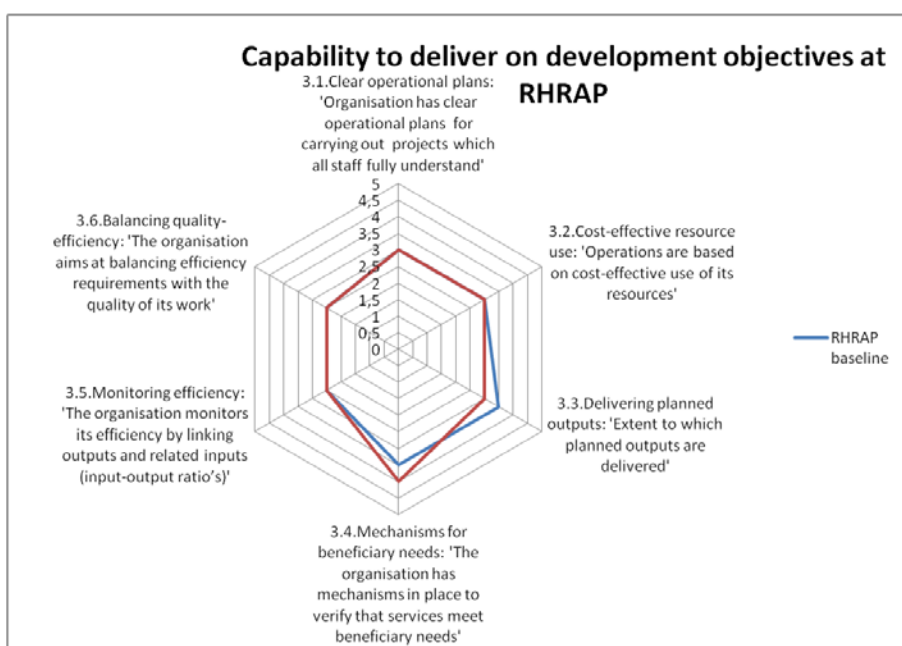 Capability to deliver on development objectives at
RHRAP
3.1.Clear operational plans:
'Organisation has clear
operational plans for
carrying out projects which
all staff fully understand'
5
4,5
4
3,5
3
2,5
2
1,5
1
0,5
0
3.2.Cost-effective resource
use: 'Operations are based
on cost-effective use of its
resources'
3.3.Delivering planned
outputs: 'Extent to which
planned outputs are
delivered'
3.4.Mechanisms for
beneficiary needs: 'The
organisation has
mechanisms in place to
verify that services meet
beneficiary needs'
3.5.Monitoring efficiency:
'The organisation monitors
its efficiency by linking
outputs and related inputs
(input-output ratio's)'
3.6.Balancing quality-
efficiency: 'The organisation
aims at balancing efficiency
requirements with the
quality of its work'
RHRAP
baseline